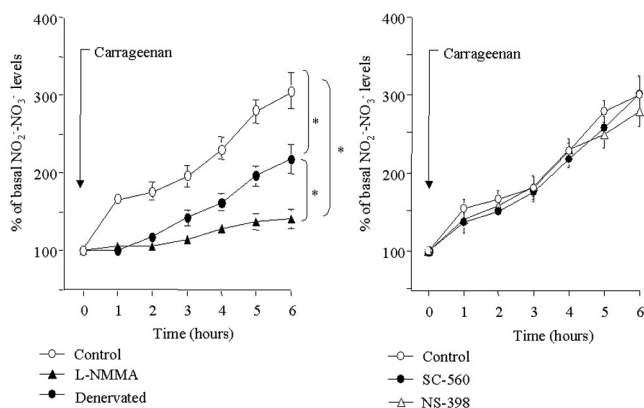 400
300
200
100
% of basal NO2--NO3- levels
Carrageenan
*
*
*
0 1 2 3 4 5 6
Time (hours)
Control
L-NMMA
Denervated
400
300
200
100
% of basal NO2--NO3- levels
Carrageenan
0 1 2 3 4 5 6
Time (hours)
Control
SC-560
NS-398